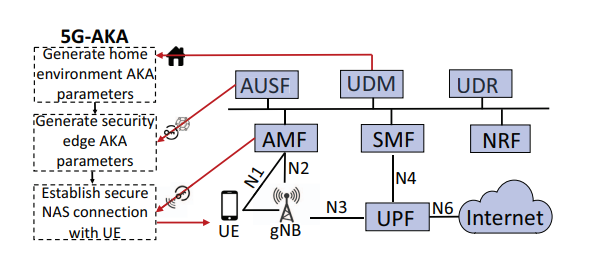 5G-AKA
Generate home
environment AKA
parameters
Generate security
edge AKA
parameters
Establish secure
NAS connection
with UE
AUSF
UDM
UDR
AMF
SMF
NRF
N1
N2
N4
UE
gNB
N3
UPF
N6
Internet